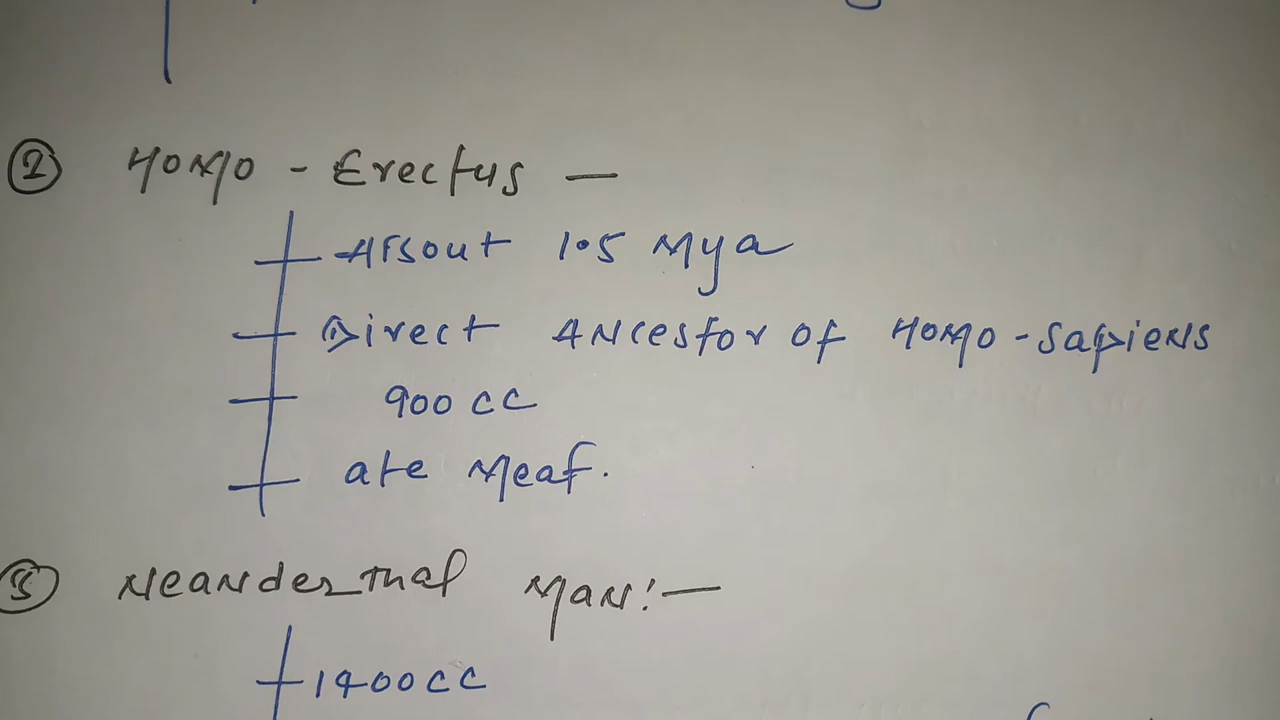 ② Homo - Erectus —
About 1.5 mya
Direct Ancestor of Homo - Sapiens
900 cc
ate Meat.
③ Neanderthal Man :—
1400 cc